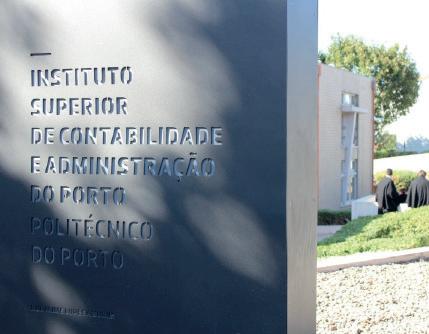 INSTITUTO
SUPERIOR
DE CONTABILIDADE
E ADMINISTRAÇÃO
DO PORTO
POLITÉCNICO
DO PORTO